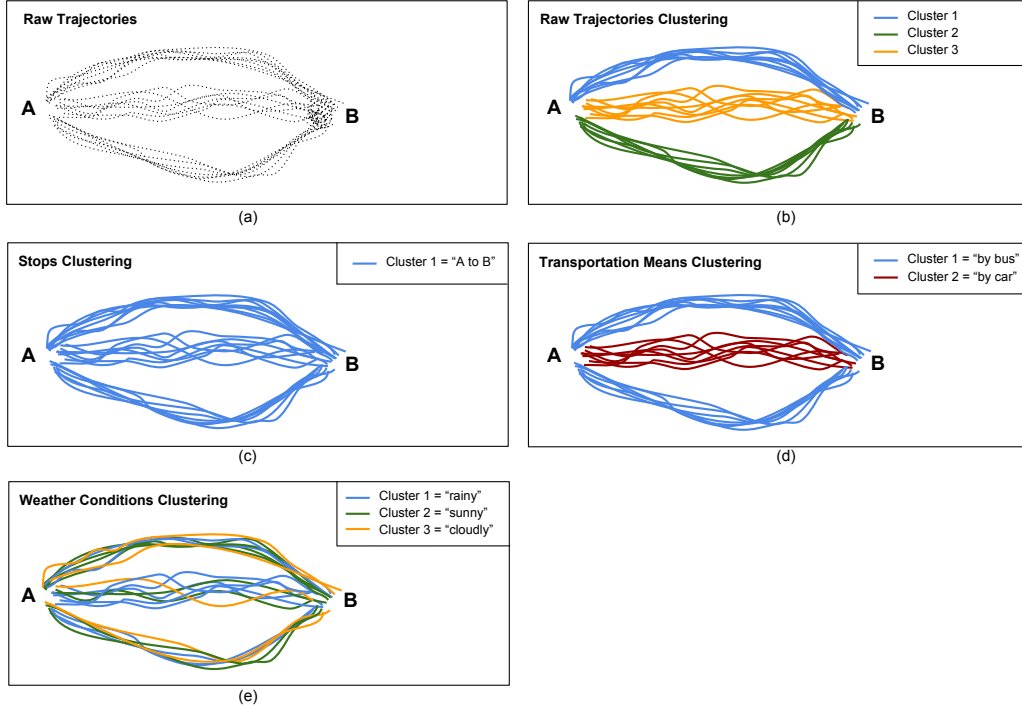 Raw Trajectories
A
B
(a)
Raw Trajectories Clustering
Cluster 1
Cluster 2
Cluster 3
A
B
(b)
Stops Clustering
Cluster 1 = “A to B”
A
B
(c)
Transportation Means Clustering
Cluster 1 = “by bus”
Cluster 2 = “by car”
A
B
(d)
Weather Conditions Clustering
Cluster 1 = “rainy”
Cluster 2 = “sunny”
Cluster 3 = “cloudly”
A
B
(e)